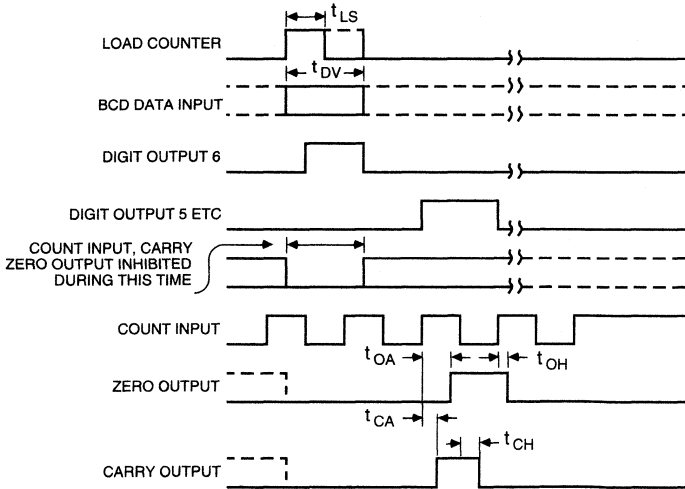 tLS
LOAD COUNTER
tDV
BCD DATA INPUT
DIGIT OUTPUT 6
DIGIT OUTPUT 5 ETC
COUNT INPUT, CARRY
ZERO OUTPUT INHIBITED
DURING THIS TIME
COUNT INPUT
tOA
tOH
ZERO OUTPUT
tCA
tCH
CARRY OUTPUT